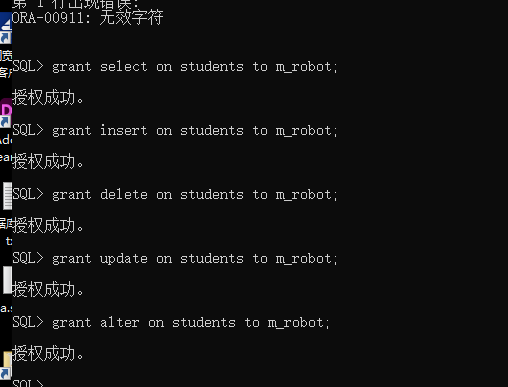 第 1 行出现错误:
ORA-00911: 无效字符
SQL> grant select on students to m_robot;
授权成功。
SQL> grant insert on students to m_robot;
授权成功。
SQL> grant delete on students to m_robot;
授权成功。
SQL> grant update on students to m_robot;
授权成功。
SQL> grant alter on students to m_robot;
授权成功。
SQL>